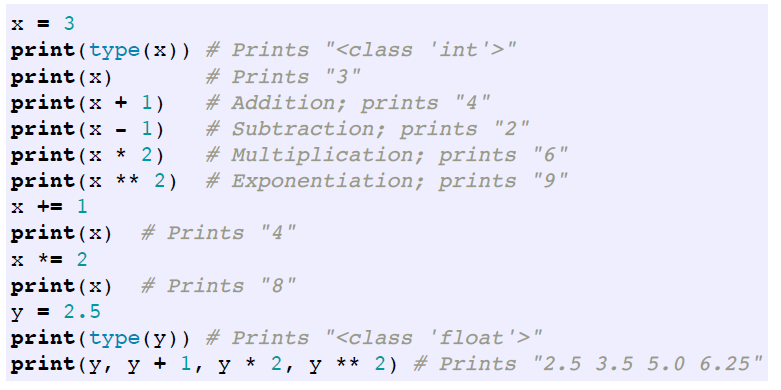 x = 3
print(type(x)) # Prints "<class 'int'>"
print(x)       # Prints "3"
print(x + 1)   # Addition; prints "4"
print(x - 1)   # Subtraction; prints "2"
print(x * 2)   # Multiplication; prints "6"
print(x ** 2)  # Exponentiation; prints "9"
x += 1
print(x)  # Prints "4"
x *= 2
print(x)  # Prints "8"
y = 2.5
print(type(y)) # Prints "<class 'float'>"
print(y, y + 1, y * 2, y ** 2) # Prints "2.5 3.5 5.0 6.25"